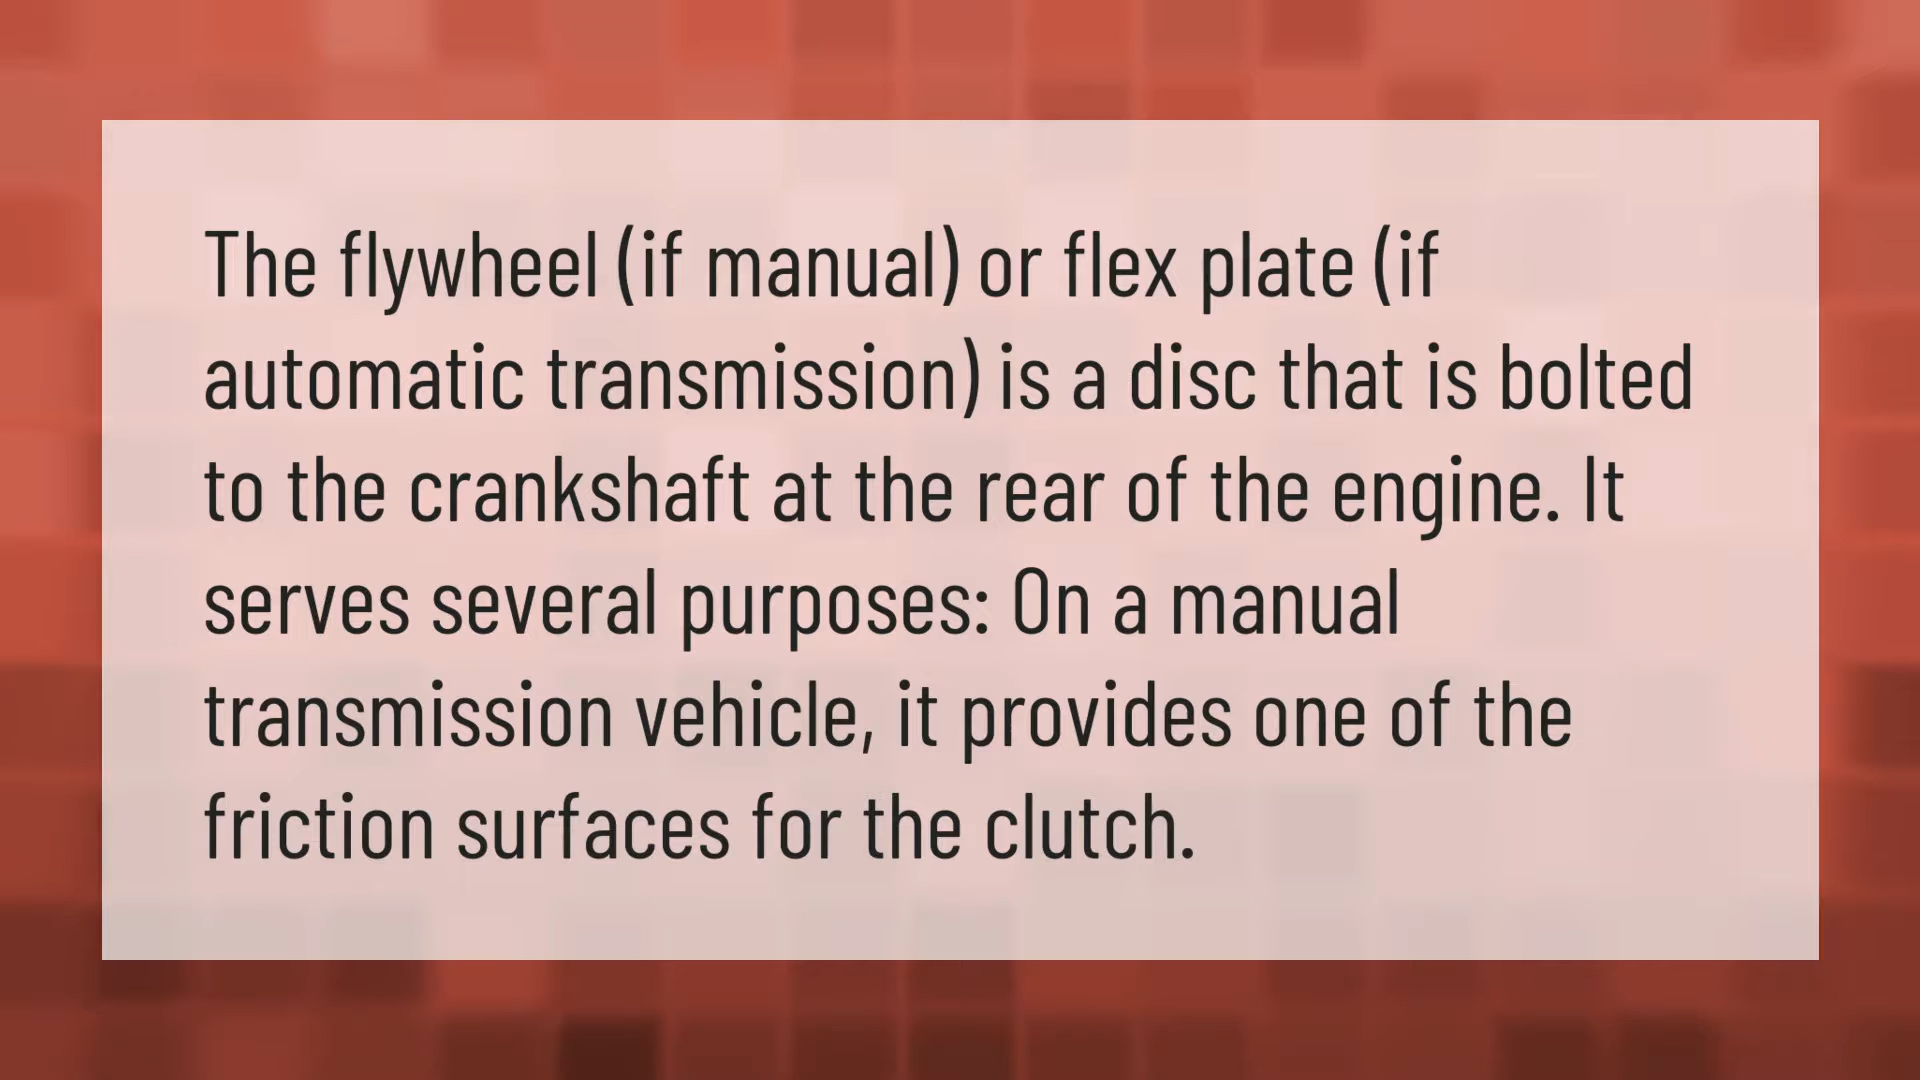 The flywheel (if manual) or flex plate (if
automatic transmission) is a disc that is bolted
to the crankshaft at the rear of the engine. It
serves several purposes: On a manual
transmission vehicle, it provides one of the
friction surfaces for the clutch.